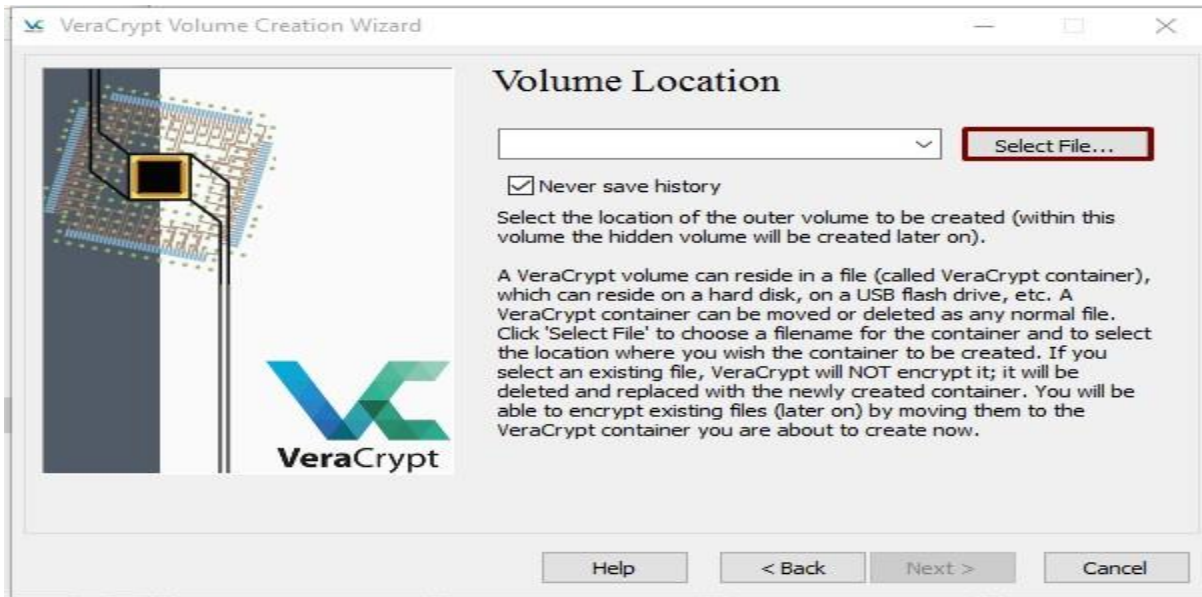 VeraCrypt Volume Creation Wizard
Volume Location
Select File...
Never save history
Select the location of the outer volume to be created (within this
volume the hidden volume will be created later on).
A VeraCrypt volume can reside in a file (called VeraCrypt container),
which can reside on a hard disk, on a USB flash drive, etc. A
VeraCrypt container can be moved or deleted as any normal file.
Click 'Select File' to choose a filename for the container and to select
the location where you wish the container to be created. If you
select an existing file, VeraCrypt will NOT encrypt it; it will be
deleted and replaced with the newly created container. You will be
able to encrypt existing files (later on) by moving them to the
VeraCrypt container you are about to create now.
VeraCrypt
Help
< Back
Next >
Cancel